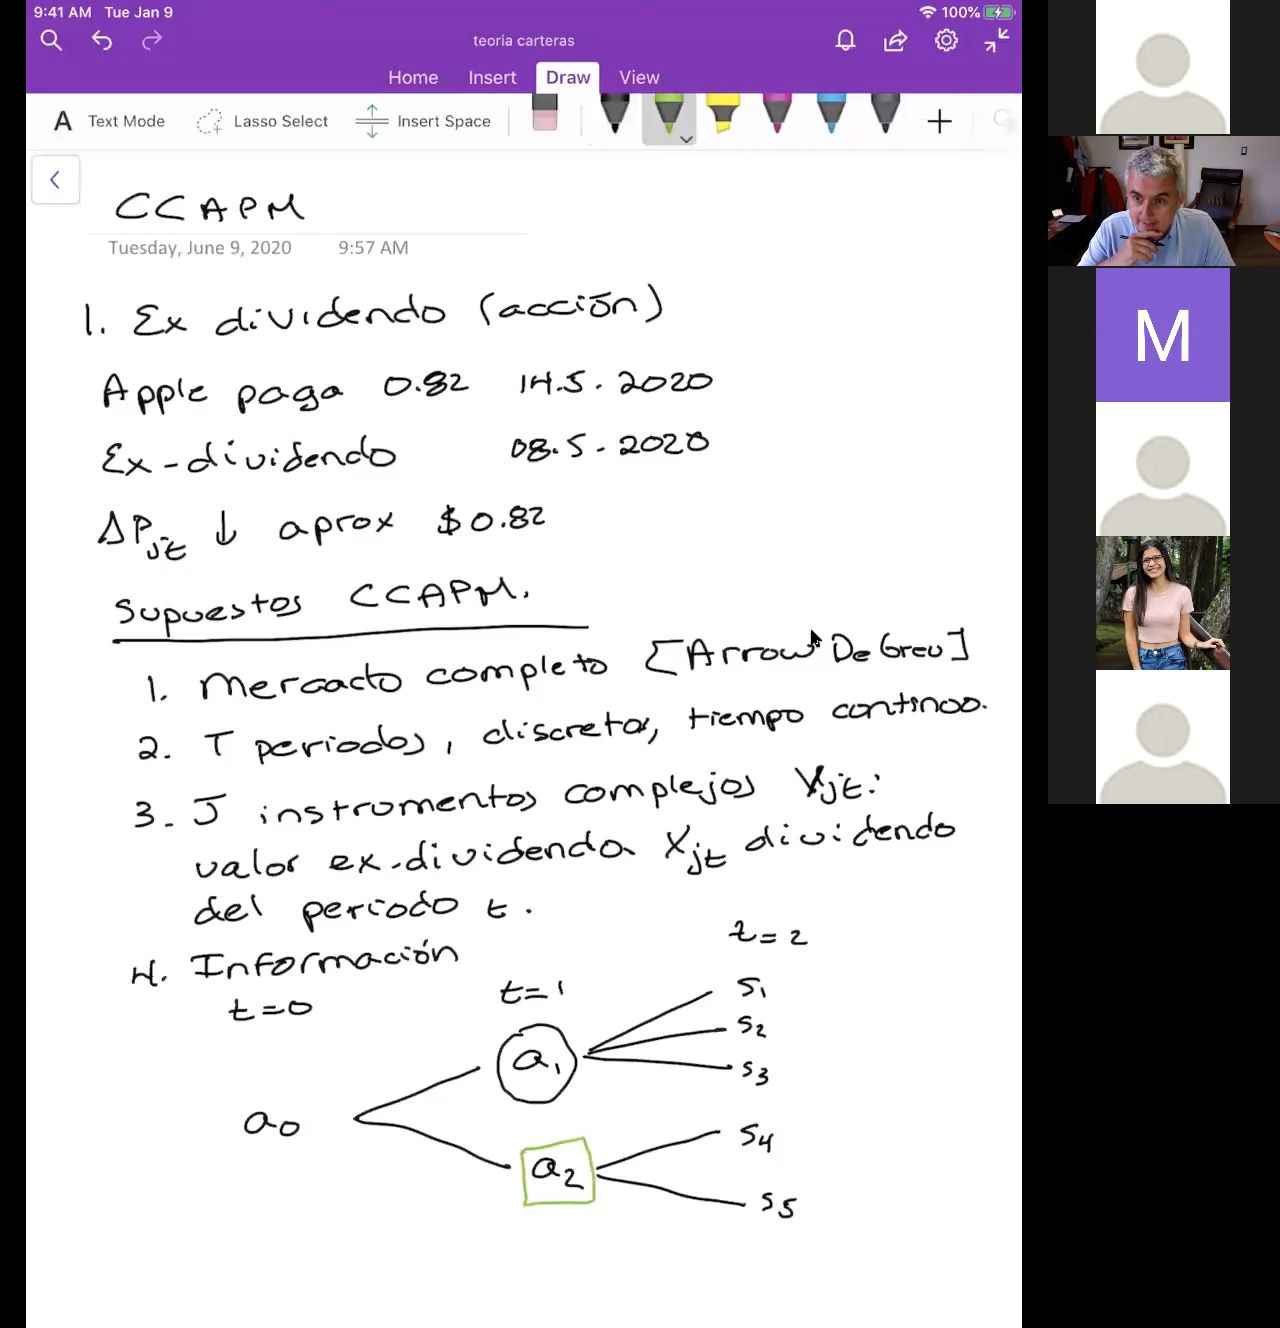 9:41 AM Tue Jan 9
100%
teoria carteras
Home Insert Draw View
A Text Mode Lasso Select Insert Space
CCAPM
Tuesday, June 9, 2020 9:57 AM
1. Ex dividendo (acción)
Apple paga 0.82 14.5.2020
Ex-dividendo 08.5.2020
ΔPjt ↓ aprox $0.82
Supuestos CCAPM.
1. Mercado completo [Arrow DeGreu]
2. T periodos, discretos, tiempo continuo.
3. J instrumentos complejos Yjt:
valor ex-dividendo Xjt dividendo
del periodo t.
4. Información
t=0 t=1 t=2
a0
a1
a2
s1
s2
s3
s4
s5
M